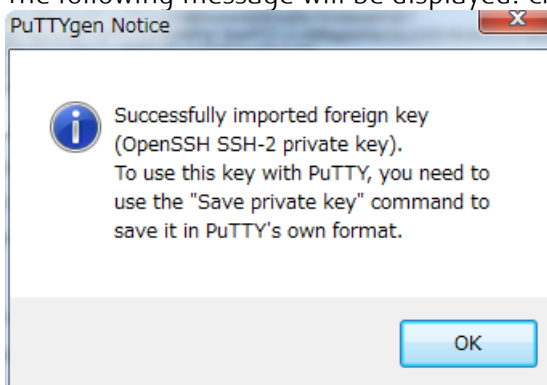 The following message will be displayed. Cl
PuTTYgen Notice
Successfully imported foreign key
(OpenSSH SSH-2 private key).
To use this key with PuTTY, you need to
use the "Save private key" command to
save it in PuTTY's own format.
OK